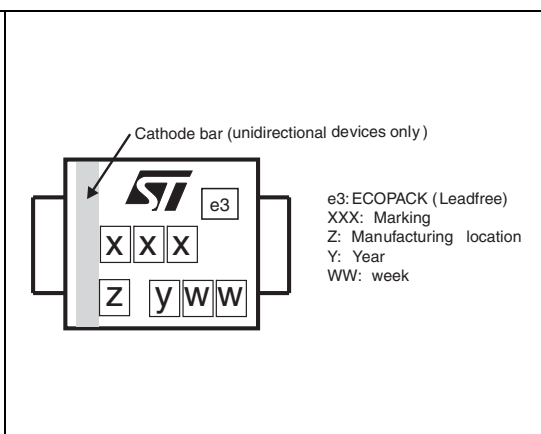 Cathode bar (unidirectional devices only)
ST
e3
x x x
z y w w
e3: ECOPACK (Leadfree)
XXX: Marking
Z: Manufacturing location
Y: Year
WW: week